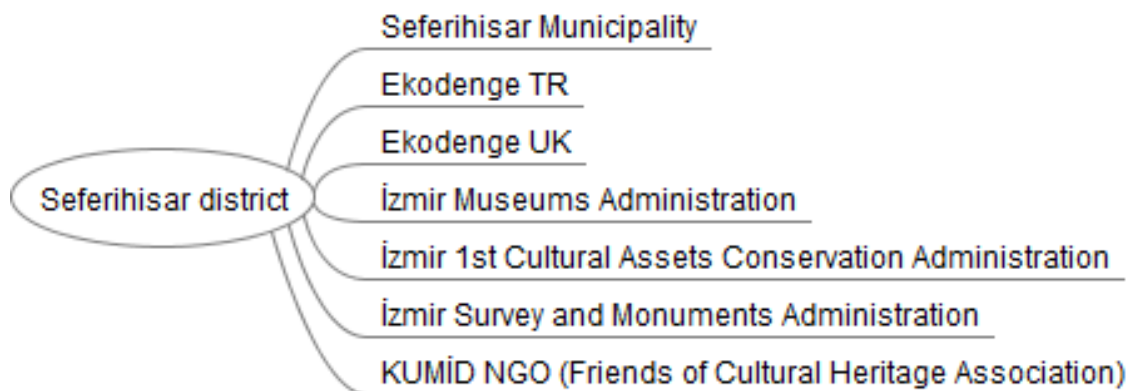 Seferihisar Municipality
Ekodenge TR
Ekodenge UK
Seferihisar district
İzmir Museums Administration
İzmir 1st Cultural Assets Conservation Administration
İzmir Survey and Monuments Administration
KUMİD NGO (Friends of Cultural Heritage Association)